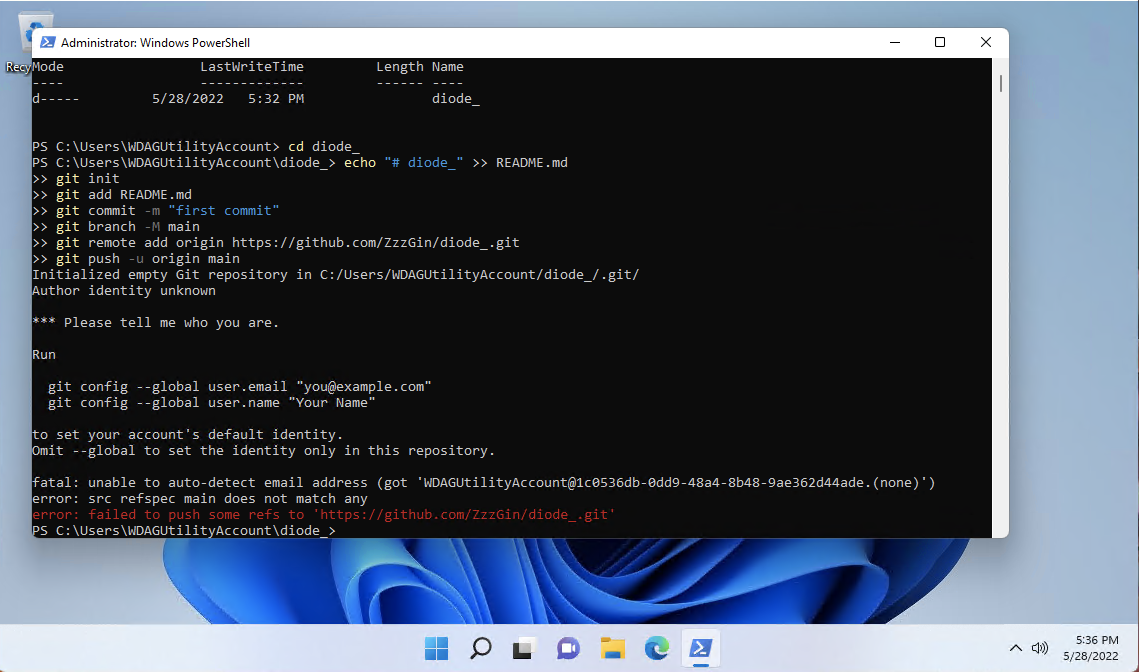 Administrator: Windows PowerShell
Recy
Mode LastWriteTime Length Name
---- ------------- ------ ----
d----- 5/28/2022 5:32 PM diode_
PS C:\Users\WDAGUtilityAccount> cd diode_
PS C:\Users\WDAGUtilityAccount\diode_> echo "# diode_" >> README.md
>> git init
>> git add README.md
>> git commit -m "first commit"
>> git branch -M main
>> git remote add origin https://github.com/ZzzGin/diode_.git
>> git push -u origin main
Initialized empty Git repository in C:/Users/WDAGUtilityAccount/diode_/.git/
Author identity unknown
*** Please tell me who you are.
Run
git config --global user.email "you@example.com"
git config --global user.name "Your Name"
to set your account's default identity.
Omit --global to set the identity only in this repository.
fatal: unable to auto-detect email address (got 'WDAGUtilityAccount@1c0536db-0dd9-48a4-8b48-9ae362d44ade.(none)')
error: src refspec main does not match any
error: failed to push some refs to 'https://github.com/ZzzGin/diode_.git'
PS C:\Users\WDAGUtilityAccount\diode_>
5:36 PM
5/28/2022